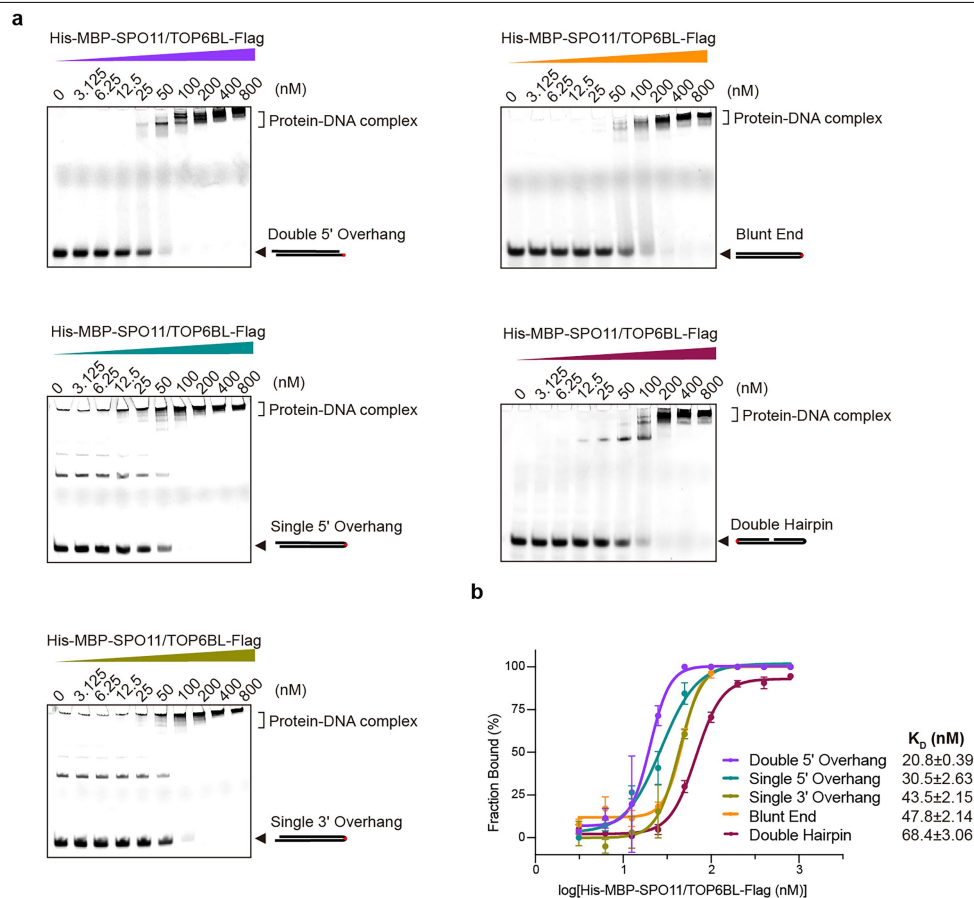 a
His-MBP-SPO11/TOP6BL-Flag
0 3.125 6.25 12.5 25 50 100 200 400 800 (nM)
Protein-DNA complex
Double 5' Overhang
His-MBP-SPO11/TOP6BL-Flag
0 3.125 6.25 12.5 25 50 100 200 400 800 (nM)
Protein-DNA complex
Blunt End
His-MBP-SPO11/TOP6BL-Flag
0 3.125 6.25 12.5 25 50 100 200 400 800 (nM)
Protein-DNA complex
Single 5' Overhang
His-MBP-SPO11/TOP6BL-Flag
0 3.125 6.25 12.5 25 50 100 200 400 800 (nM)
Protein-DNA complex
Double Hairpin
His-MBP-SPO11/TOP6BL-Flag
0 3.125 6.25 12.5 25 50 100 200 400 800 (nM)
Protein-DNA complex
Single 3' Overhang
b
Fraction Bound (%)
100
75
50
25
0
0 1 2 3
log[His-MBP-SPO11/TOP6BL-Flag (nM)]
K_D (nM)
Double 5' Overhang 20.8±0.39
Single 5' Overhang 30.5±2.63
Single 3' Overhang 43.5±2.15
Blunt End 47.8±2.14
Double Hairpin 68.4±3.06